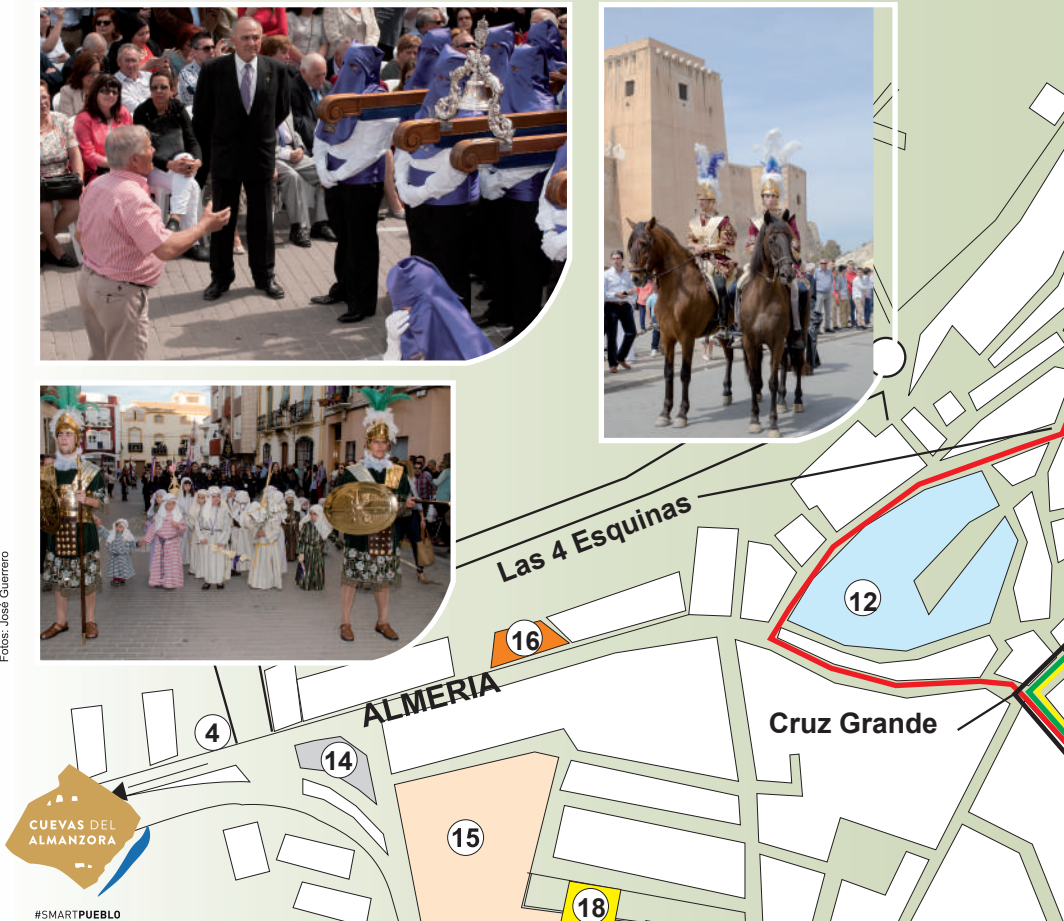 Fotos: José Guerrero
Las 4 Esquinas
12
16
ALMERIA
4
Cruz Grande
14
CUEVAS DEL
ALMANZORA
15
18
#SMARTPUEBLO